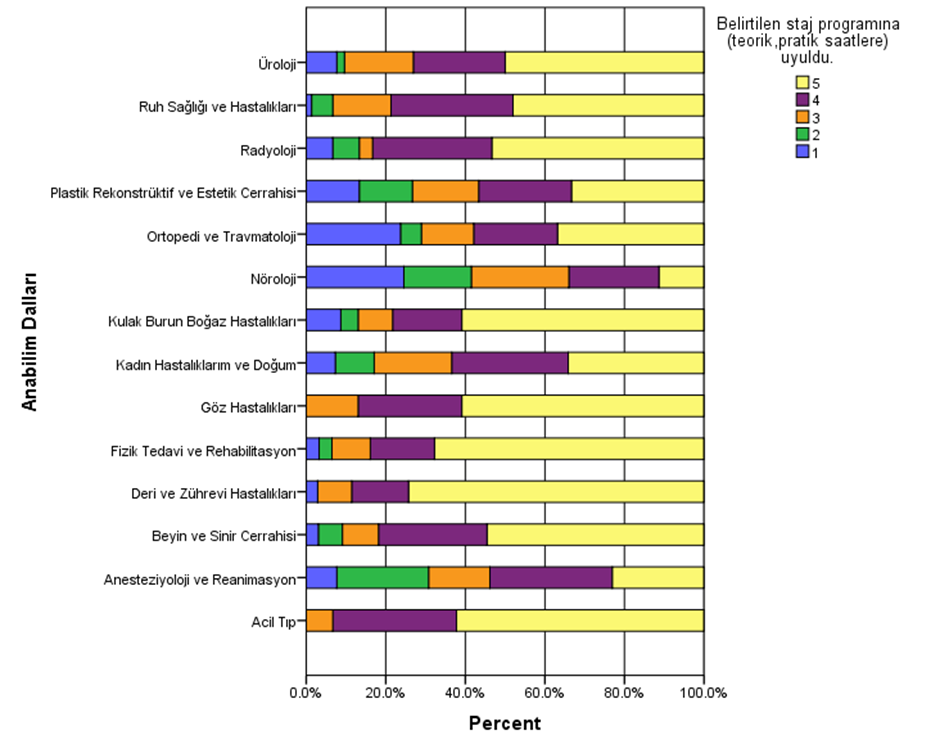 Belirtilen staj programına
(teorik,pratik saatlere)
uyuldu.
5
4
3
2
1
Anabilim Dalları
Üroloji
Ruh Sağlığı ve Hastalıkları
Radyoloji
Plastik Rekonstrüktif ve Estetik Cerrahisi
Ortopedi ve Travmatoloji
Nöroloji
Kulak Burun Boğaz Hastalıkları
Kadın Hastalıklarım ve Doğum
Göz Hastalıkları
Fizik Tedavi ve Rehabilitasyon
Deri ve Zührevi Hastalıkları
Beyin ve Sinir Cerrahisi
Anesteziyoloji ve Reanimasyon
Acil Tıp
0.0% 20.0% 40.0% 60.0% 80.0% 100.0%
Percent